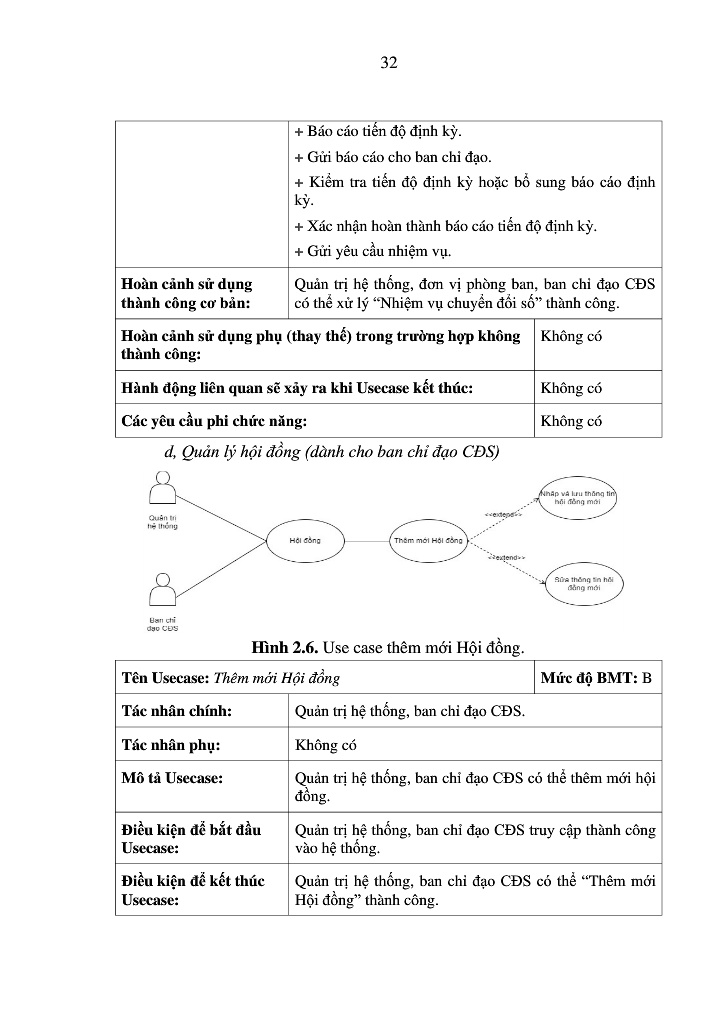 32
+ Báo cáo tiến độ định kỳ.
+ Gửi báo cáo cho ban chỉ đạo.
+ Kiểm tra tiến độ định kỳ hoặc bổ sung báo cáo định
kỳ.
+ Xác nhận hoàn thành báo cáo tiến độ định kỳ.
+ Gửi yêu cầu nhiệm vụ.
Hoàn cảnh sử dụng
thành công cơ bản:
Quản trị hệ thống, đơn vị phòng ban, ban chỉ đạo CĐS
có thể xử lý “Nhiệm vụ chuyển đổi số” thành công.
Hoàn cảnh sử dụng phụ (thay thế) trong trường hợp không
thành công:
Không có
Hành động liên quan sẽ xảy ra khi Usecase kết thúc:
Không có
Các yêu cầu phi chức năng:
Không có
d, Quản lý hội đồng (dành cho ban chỉ đạo CĐS)
Quản trị
hệ thống
Ban chỉ
đạo CĐS
Hội đồng
Thêm mới Hội đồng
<<extend>>
<<extend>>
Nhập và lưu thông tin
hội đồng mới
Sửa thông tin hội
đồng mới
Hình 2.6. Use case thêm mới Hội đồng.
Tên Usecase: Thêm mới Hội đồng
Mức độ BMT: B
Tác nhân chính:
Quản trị hệ thống, ban chỉ đạo CĐS.
Tác nhân phụ:
Không có
Mô tả Usecase:
Quản trị hệ thống, ban chỉ đạo CĐS có thể thêm mới hội
đồng.
Điều kiện để bắt đầu
Usecase:
Quản trị hệ thống, ban chỉ đạo CĐS truy cập thành công
vào hệ thống.
Điều kiện để kết thúc
Usecase:
Quản trị hệ thống, ban chỉ đạo CĐS có thể “Thêm mới
Hội đồng” thành công.